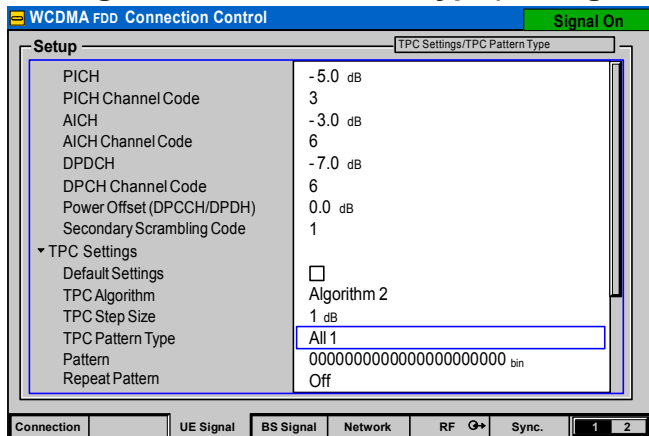 WCDMA FDD Connection Control
Signal On
Setup
TPC Settings/TPC Pattern Type
PICH -5.0 dB
PICH Channel Code 3
AICH -3.0 dB
AICH Channel Code 6
DPDCH -7.0 dB
DPCH Channel Code 6
Power Offset (DPCCH/DPDH) 0.0 dB
Secondary Scrambling Code 1
TPC Settings
Default Settings
TPC Algorithm Algorithm 2
TPC Step Size 1 dB
TPC Pattern Type All 1
Pattern 0000000000000000000000 bin
Repeat Pattern Off
Connection UE Signal BS Signal Network RF Sync. 1 2